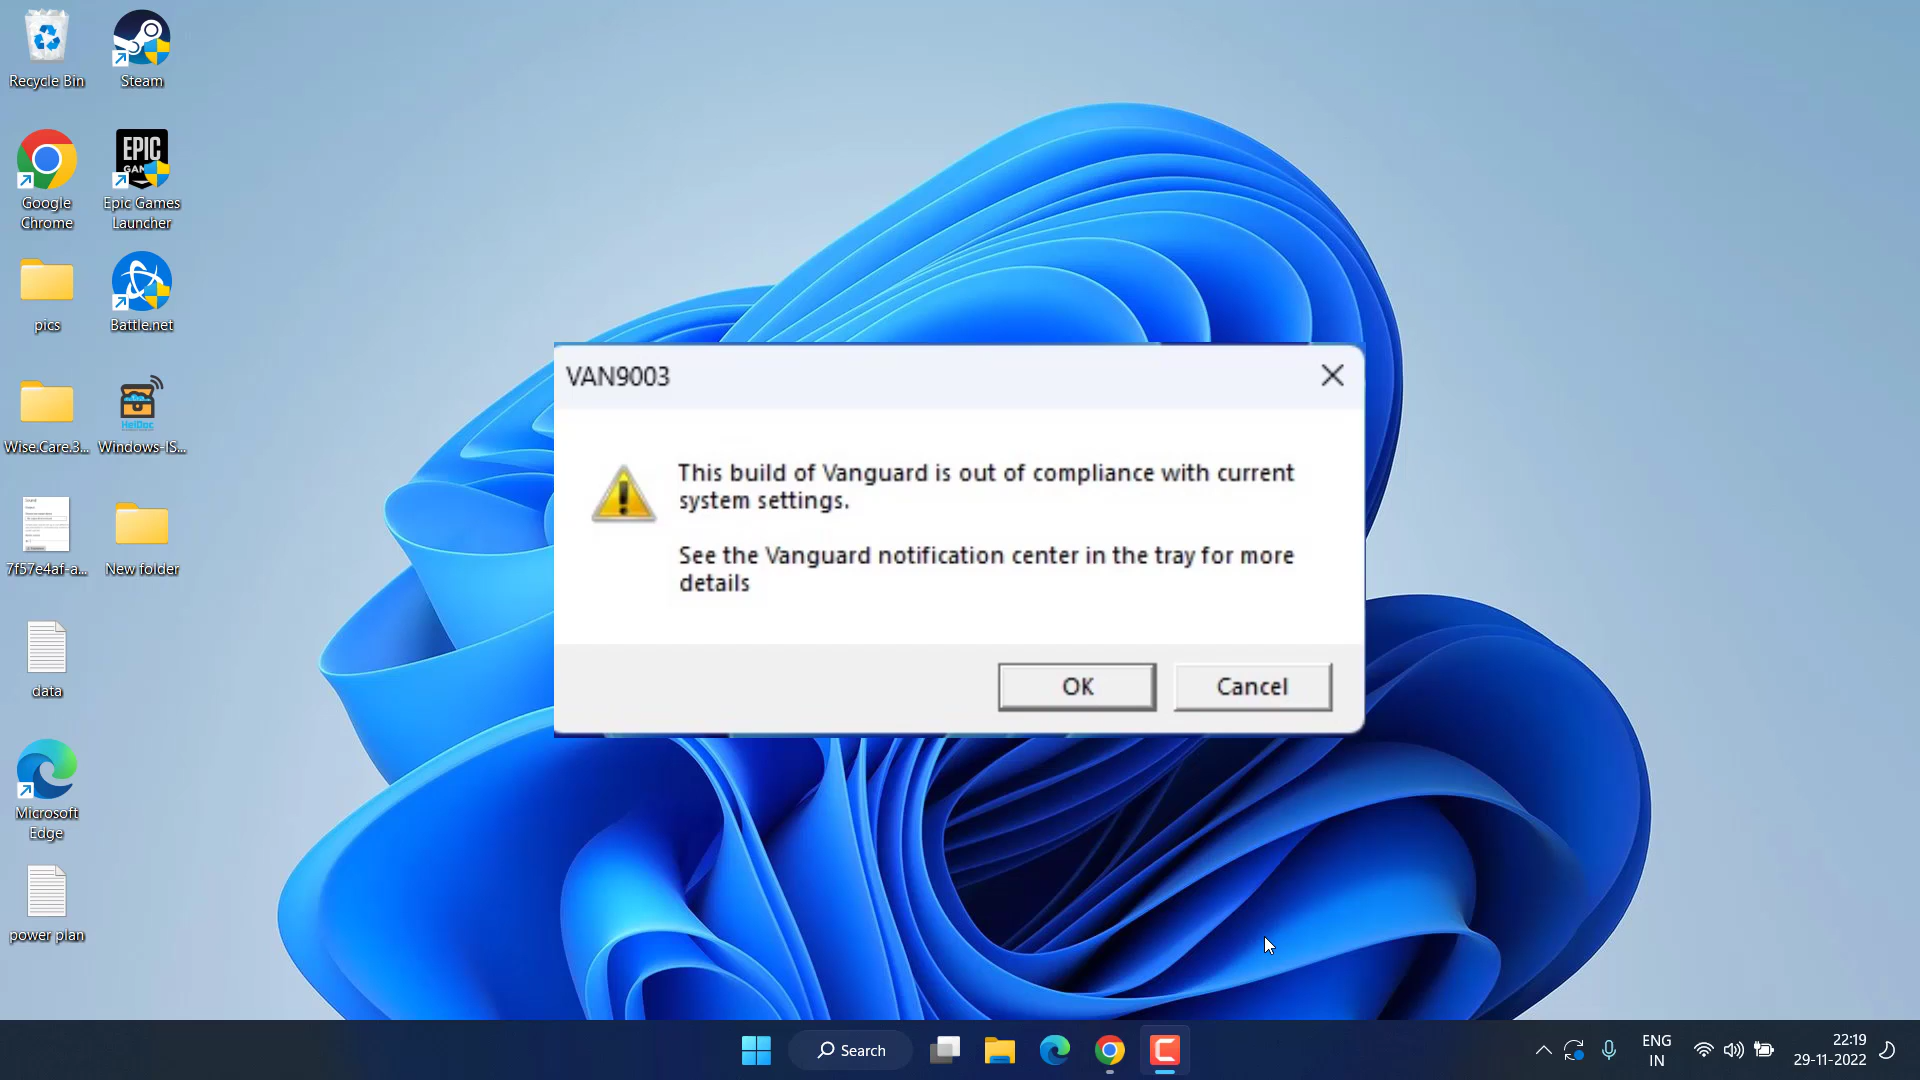 Recycle Bin
Steam
EPIC
Google
Chrome
Epic Games
Launcher
pics
Battle.net
HeiDoc
Wise.Care.3...
Windows-IS...
7f57e4af-a...
New folder
data
Microsoft
Edge
power plan
VAN9003
This build of Vanguard is out of compliance with current
system settings.
See the Vanguard notification center in the tray for more
details
OK
Cancel
Search
ENG
IN
22:19
29-11-2022